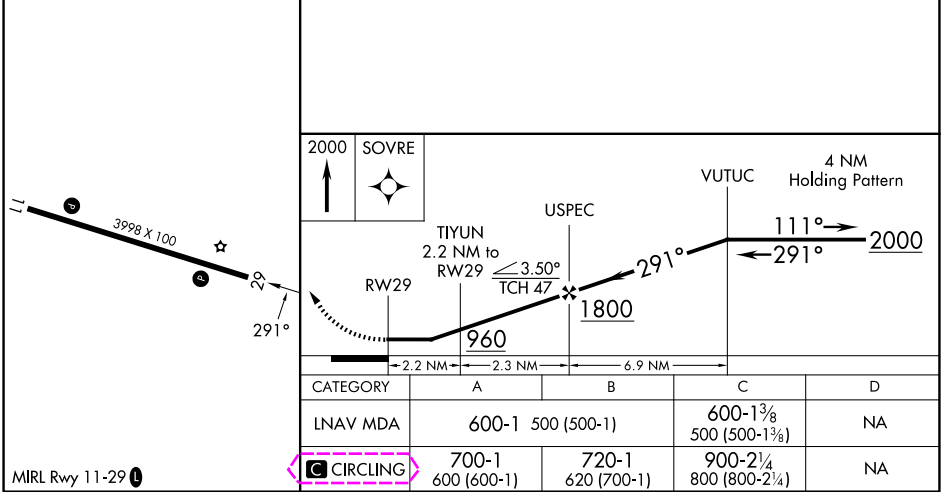 11
P
3998 X 100
P
29
291°
MIRL Rwy 11-29 L
2000
SOVRE
4 NM
Holding Pattern
VUTUC
USPEC
TIYUN
2.2 NM to
RW29
3.50°
TCH 47
RW29
291°
111°
291°
2000
1800
960
2.2 NM
2.3 NM
6.9 NM
CATEGORY A B C D
LNAV MDA 600-1 500 (500-1) 600-1⅜ 500 (500-1⅜) NA
C CIRCLING 700-1 600 (600-1) 720-1 620 (700-1) 900-2¼ 800 (800-2¼) NA